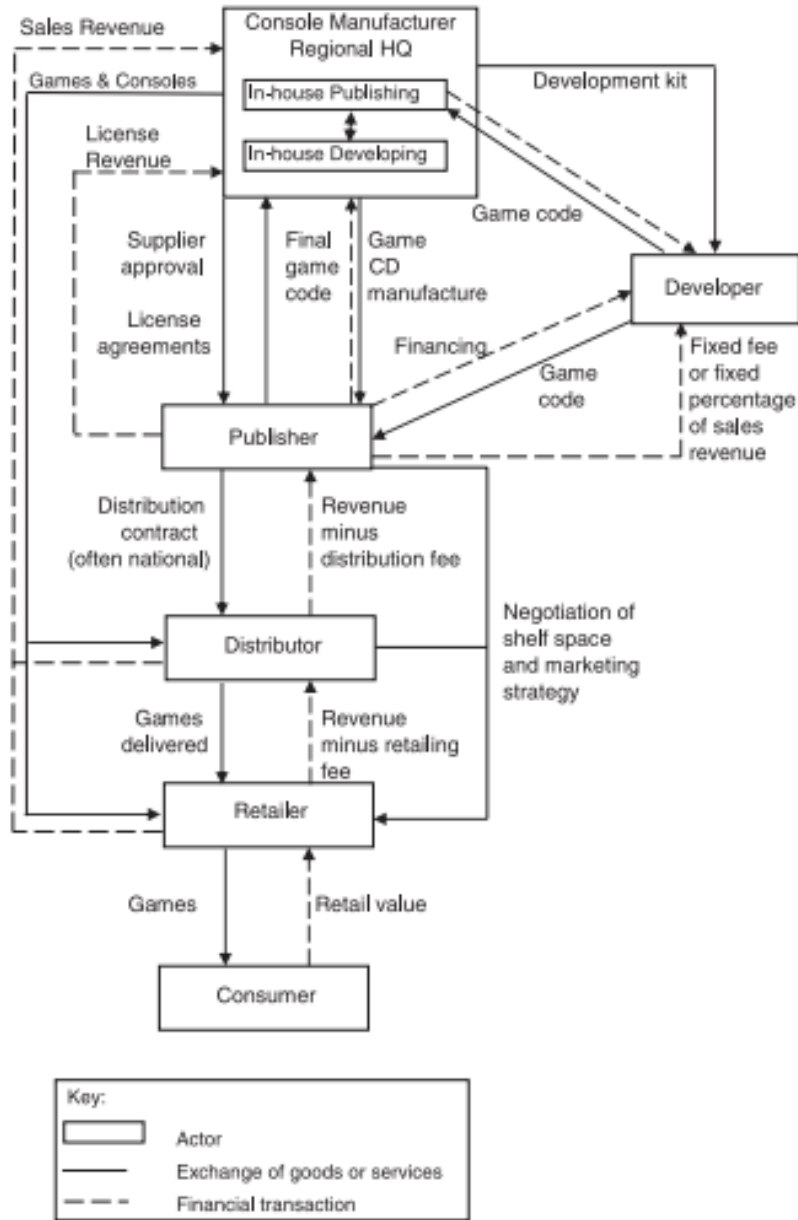 Sales Revenue
Console Manufacturer
Regional HQ
Games & Consoles
In-house Publishing
Development kit
License
Revenue
In-house Developing
Game code
Supplier
approval
Final
game
code
Game
CD
manufacture
Developer
License
agreements
Financing
Game
code
Fixed fee
or fixed
percentage
of sales
revenue
Publisher
Distribution
contract
(often national)
Revenue
minus
distribution fee
Negotiation of
shelf space
and marketing
strategy
Distributor
Games
delivered
Revenue
minus retailing
fee
Retailer
Games
Retail value
Consumer
Key:
Actor
Exchange of goods or services
Financial transaction